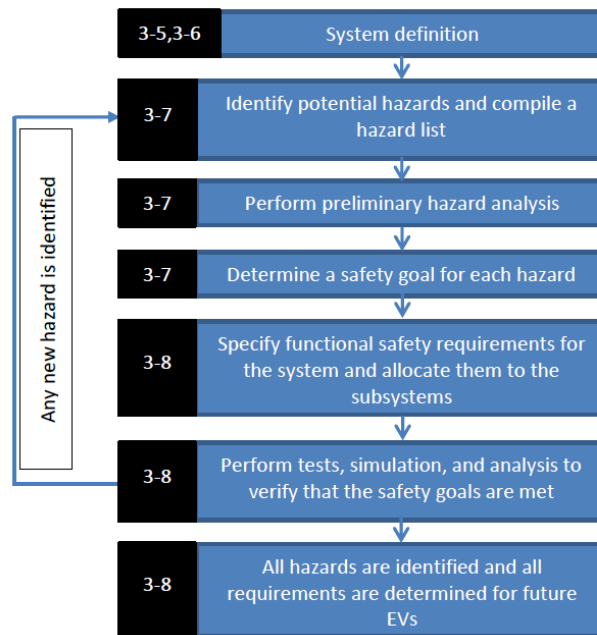 3-5,3-6
System definition
3-7
Identify potential hazards and compile a
hazard list
3-7
Perform preliminary hazard analysis
3-7
Determine a safety goal for each hazard
3-8
Specify functional safety requirements for
the system and allocate them to the
subsystems
3-8
Perform tests, simulation, and analysis to
verify that the safety goals are met
3-8
All hazards are identified and all
requirements are determined for future
EVs
Any new hazard is identified